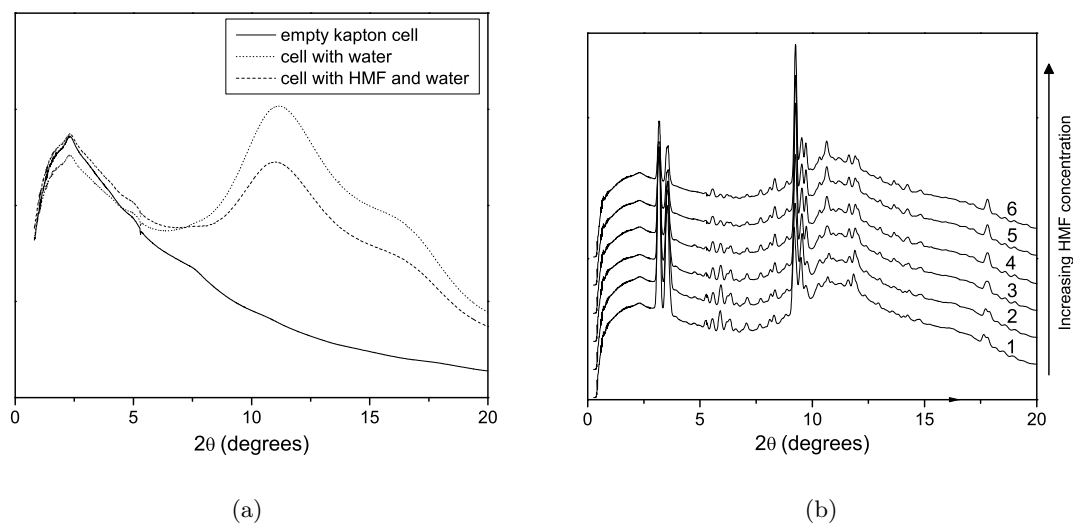 empty kapton cell
cell with water
cell with HMF and water
0
5
10
15
20
2θ (degrees)
(a)
6
5
4
3
2
1
0
5
10
15
20
2θ (degrees)
Increasing HMF concentration
(b)